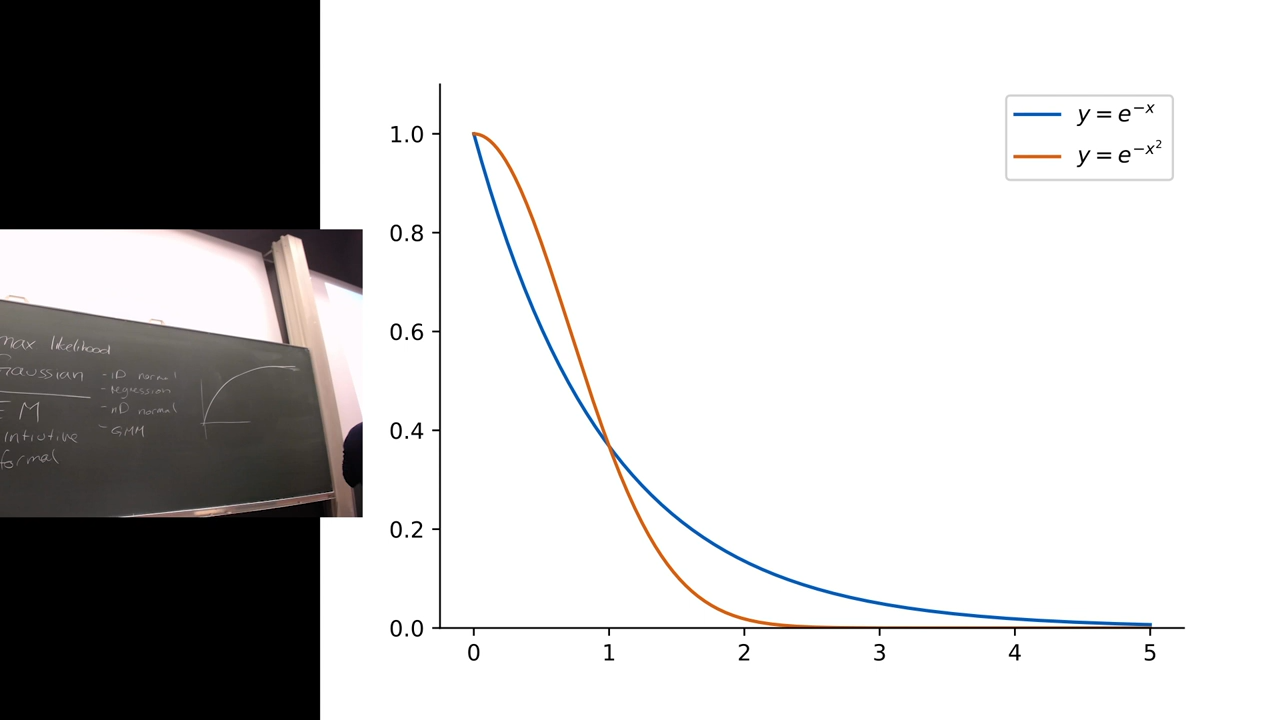 max likelihood
Gaussian
EM
intiutive
formal
- 1D normal
- regression
- nD normal
- GMM
y = e^{-x}
y = e^{-x^2}
1.0
0.8
0.6
0.4
0.2
0.0
0 1 2 3 4 5